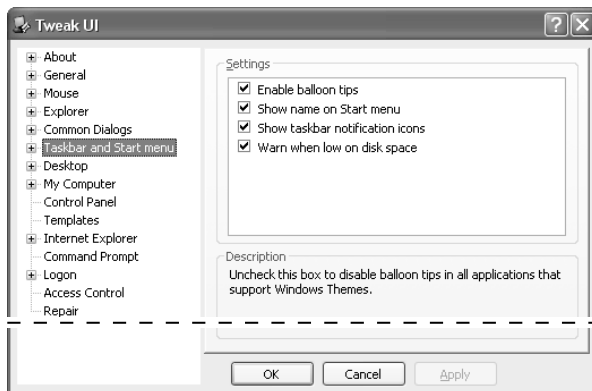 Tweak UI
About
General
Mouse
Explorer
Common Dialogs
Taskbar and Start menu
Desktop
My Computer
Control Panel
Templates
Internet Explorer
Command Prompt
Logon
Access Control
Repair
Settings
Enable balloon tips
Show name on Start menu
Show taskbar notification icons
Warn when low on disk space
Description
Uncheck this box to disable balloon tips in all applications that
support Windows Themes.
OK
Cancel
Apply